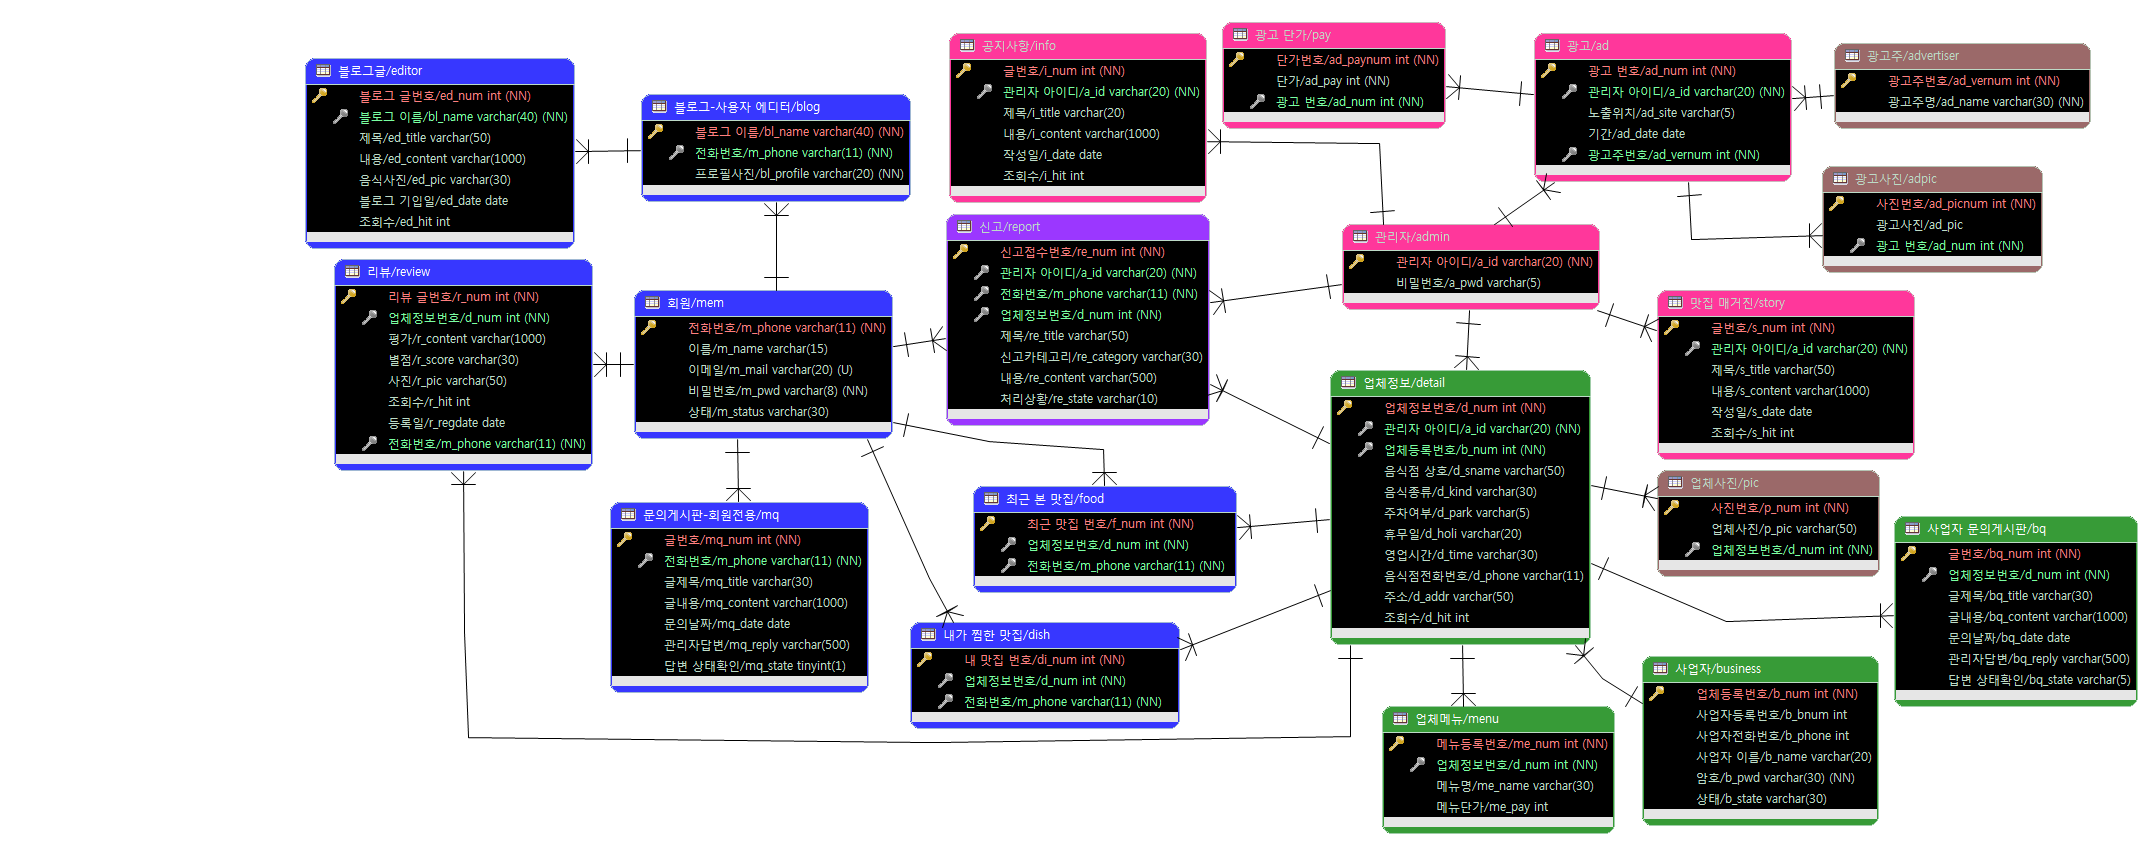 블로그글/editor
블로그 글번호/ed_num int (NN)
블로그 이름/bl_name varchar(40) (NN)
제목/ed_title varchar(50)
내용/ed_content varchar(1000)
음식사진/ed_pic varchar(30)
블로그 기입일/ed_date date
조회수/ed_hit int
블로그-사용자 에디터/blog
블로그 이름/bl_name varchar(40) (NN)
전화번호/m_phone varchar(11) (NN)
프로필사진/bl_profile varchar(20) (NN)
공지사항/info
글번호/i_num int (NN)
관리자 아이디/a_id varchar(20) (NN)
제목/i_title varchar(20)
내용/i_content varchar(1000)
작성일/i_date date
조회수/i_hit int
광고 단가/pay
단가번호/ad_paynum int (NN)
단가/ad_pay int (NN)
광고 번호/ad_num int (NN)
광고/ad
광고 번호/ad_num int (NN)
관리자 아이디/a_id varchar(20) (NN)
노출위치/ad_site varchar(5)
기간/ad_date date
광고주번호/ad_vernum int (NN)
광고주/advertiser
광고주번호/ad_vernum int (NN)
광고주명/ad_name varchar(30) (NN)
광고사진/adpic
사진번호/ad_picnum int (NN)
광고사진/ad_pic
광고 번호/ad_num int (NN)
리뷰/review
리뷰 글번호/r_num int (NN)
업체정보번호/d_num int (NN)
평가/r_content varchar(1000)
별점/r_score varchar(30)
사진/r_pic varchar(50)
조회수/r_hit int
등록일/r_regdate date
전화번호/m_phone varchar(11) (NN)
회원/mem
전화번호/m_phone varchar(11) (NN)
이름/m_name varchar(15)
이메일/m_mail varchar(20) (U)
비밀번호/m_pwd varchar(8) (NN)
상태/m_status varchar(30)
신고/report
신고접수번호/re_num int (NN)
관리자 아이디/a_id varchar(20) (NN)
전화번호/m_phone varchar(11) (NN)
업체정보번호/d_num int (NN)
제목/re_title varchar(50)
신고카테고리/re_category varchar(30)
내용/re_content varchar(500)
처리상황/re_state varchar(10)
관리자/admin
관리자 아이디/a_id varchar(20) (NN)
비밀번호/a_pwd varchar(5)
맛집 매거진/story
글번호/s_num int (NN)
관리자 아이디/a_id varchar(20) (NN)
제목/s_title varchar(50)
내용/s_content varchar(1000)
작성일/s_date date
조회수/s_hit int
업체정보/detail
업체정보번호/d_num int (NN)
관리자 아이디/a_id varchar(20) (NN)
업체등록번호/b_num int (NN)
음식점 상호/d_sname varchar(50)
음식종류/d_kind varchar(30)
주차여부/d_park varchar(5)
휴무일/d_holi varchar(20)
영업시간/d_time varchar(30)
음식점전화번호/d_phone varchar(11)
주소/d_addr varchar(50)
조회수/d_hit int
업체사진/pic
사진번호/p_num int (NN)
업체사진/p_pic varchar(50)
업체정보번호/d_num int (NN)
문의게시판-회원전용/mq
글번호/mq_num int (NN)
전화번호/m_phone varchar(11) (NN)
글제목/mq_title varchar(30)
글내용/mq_content varchar(1000)
문의날짜/mq_date date
관리자답변/mq_reply varchar(500)
답변 상태확인/mq_state tinyint(1)
최근 본 맛집/food
최근 맛집 번호/f_num int (NN)
업체정보번호/d_num int (NN)
전화번호/m_phone varchar(11) (NN)
내가 찜한 맛집/dish
내 맛집 번호/di_num int (NN)
업체정보번호/d_num int (NN)
전화번호/m_phone varchar(11) (NN)
사업자 문의게시판/bq
글번호/bq_num int (NN)
업체정보번호/d_num int (NN)
글제목/bq_title varchar(30)
글내용/bq_content varchar(1000)
문의날짜/bq_date date
관리자답변/bq_reply varchar(500)
답변 상태확인/bq_state varchar(5)
사업자/business
업체등록번호/b_num int (NN)
사업자등록번호/b_bnum int
사업자전화번호/b_phone int
사업자 이름/b_name varchar(20)
암호/b_pwd varchar(30) (NN)
상태/b_state varchar(30)
업체메뉴/menu
메뉴등록번호/me_num int (NN)
업체정보번호/d_num int (NN)
메뉴명/me_name varchar(30)
메뉴단가/me_pay int